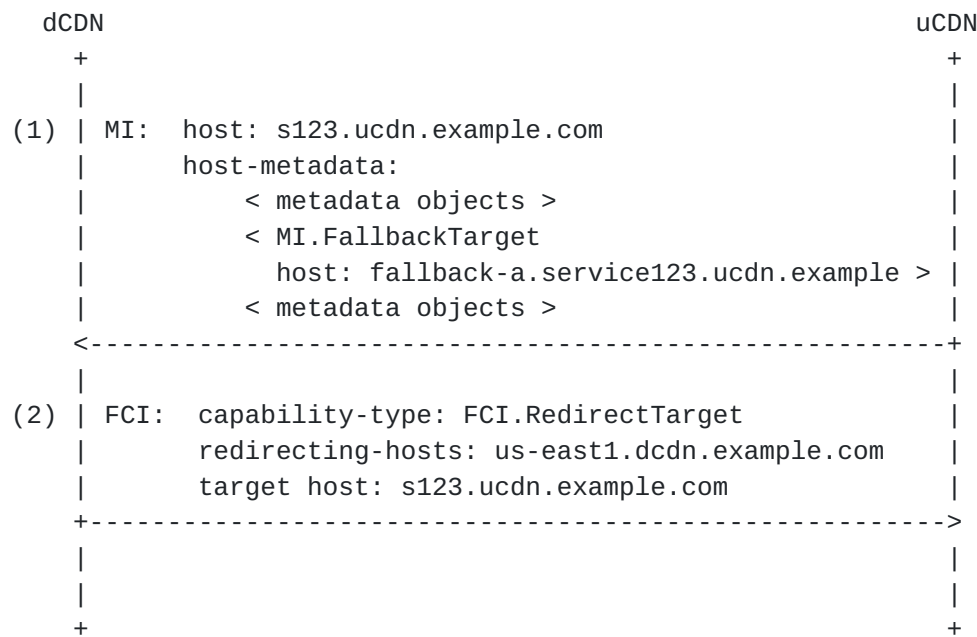 dCDN                                                    uCDN
    +                                                       +
    |                                                       |
(1) | MI:  host: s123.ucdn.example.com                      |
    |      host-metadata:                                   |
    |          < metadata objects >                         |
    |          < MI.FallbackTarget                          |
    |            host: fallback-a.service123.ucdn.example > |
    |          < metadata objects >                         |
    <-------------------------------------------------------+
    |                                                       |
(2) | FCI:  capability-type: FCI.RedirectTarget             |
    |       redirecting-hosts: us-east1.dcdn.example.com    |
    |       target host: s123.ucdn.example.com              |
    +------------------------------------------------------->
    |                                                       |
    |                                                       |
    +                                                       +